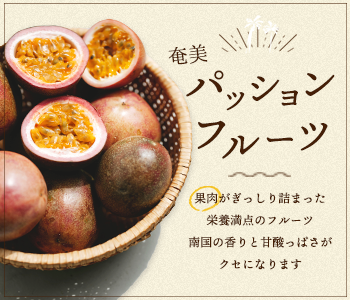 奄美
パッション
フルーツ
果肉がぎっしり詰まった
栄養満点のフルーツ
南国の香りと甘酸っぱさが
クセになります